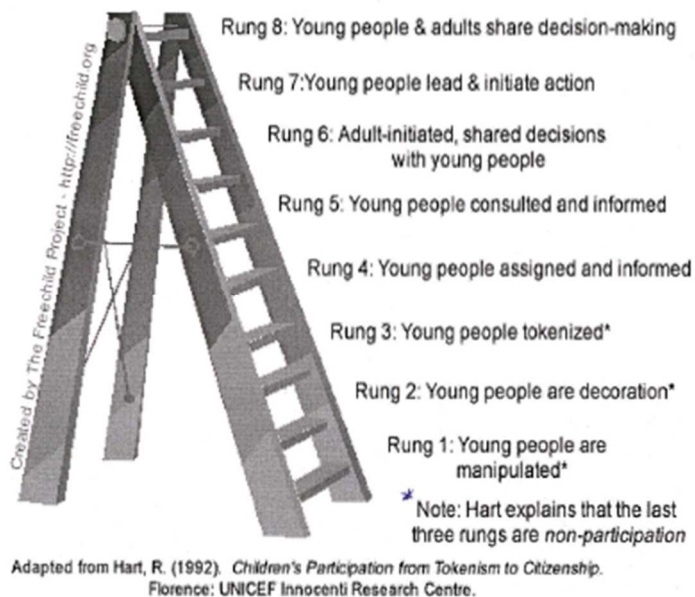 Rung 8: Young people & adults share decision-making
Rung 7:Young people lead & initiate action
Rung 6: Adult-initiated, shared decisions
with young people
Rung 5: Young people consulted and informed
Rung 4: Young people assigned and informed
Rung 3: Young people tokenized*
Rung 2: Young people are decoration*
Rung 1: Young people are
manipulated*
* Note: Hart explains that the last
three rungs are non-participation
Created by The Freechild Project - http://freechild.org
Adapted from Hart, R. (1992). Children's Participation from Tokenism to Citizenship.
Florence: UNICEF Innocenti Research Centre.